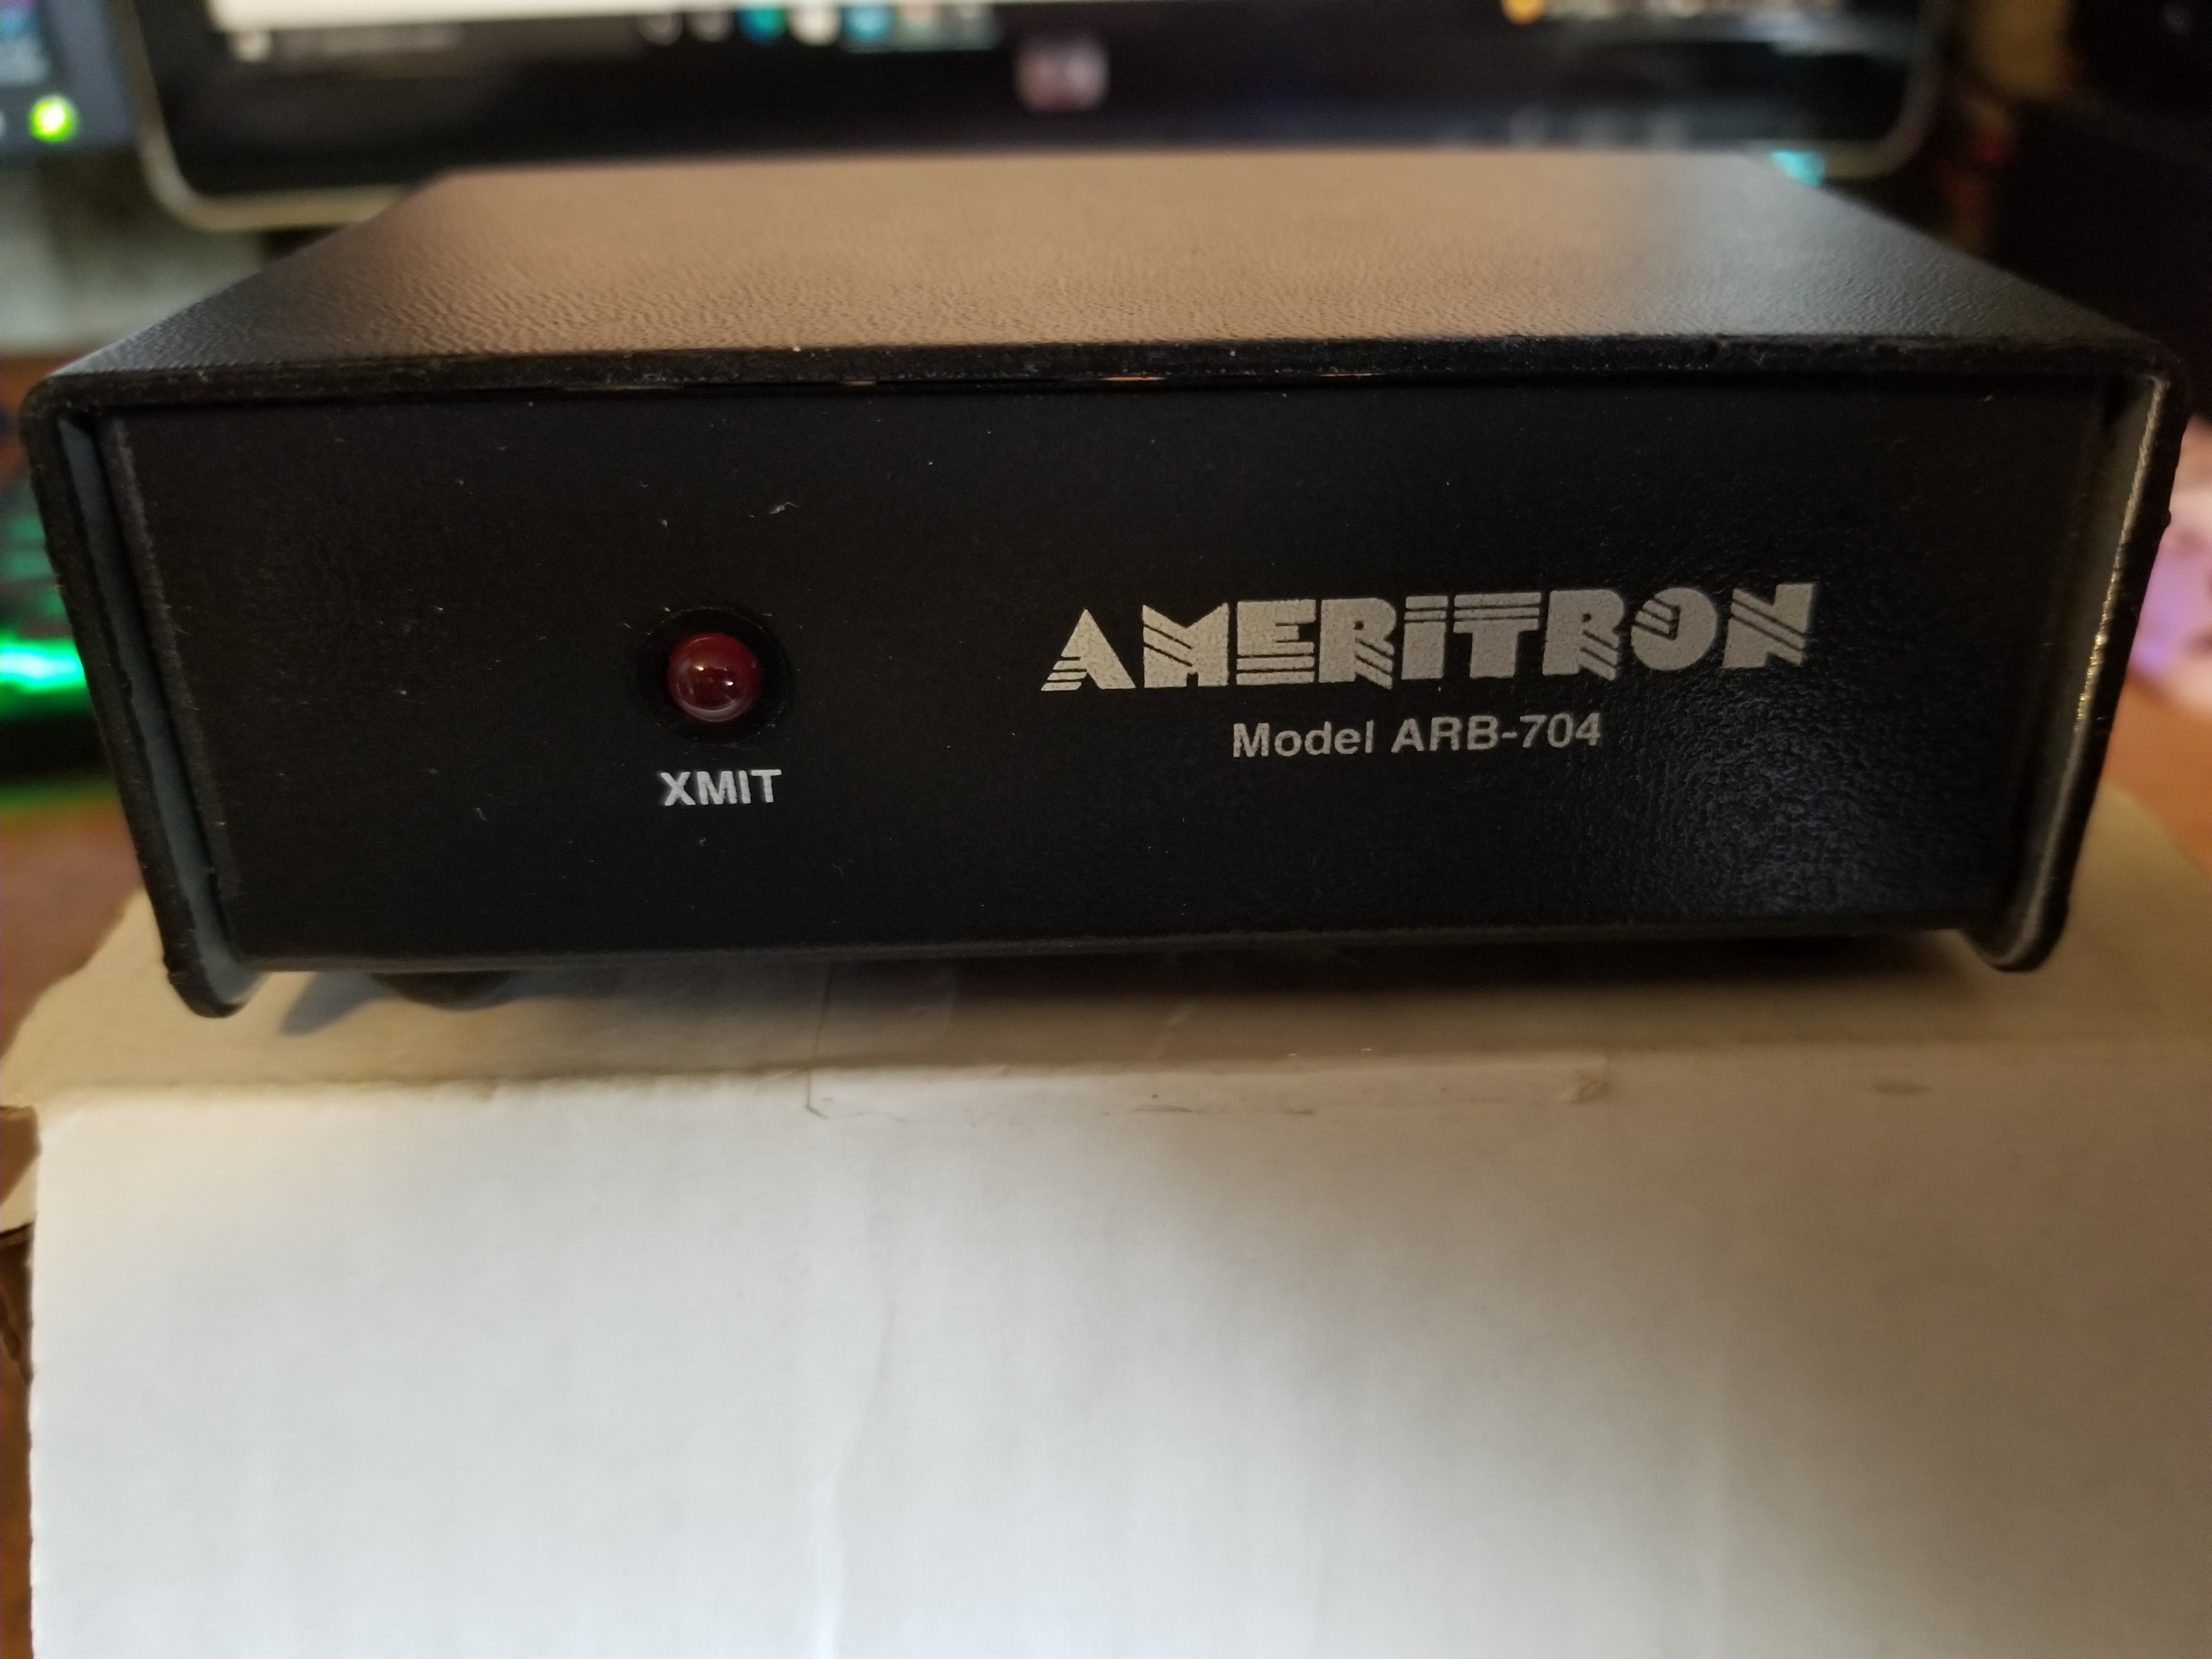 AMERITRON
Model ARB-704
XMIT